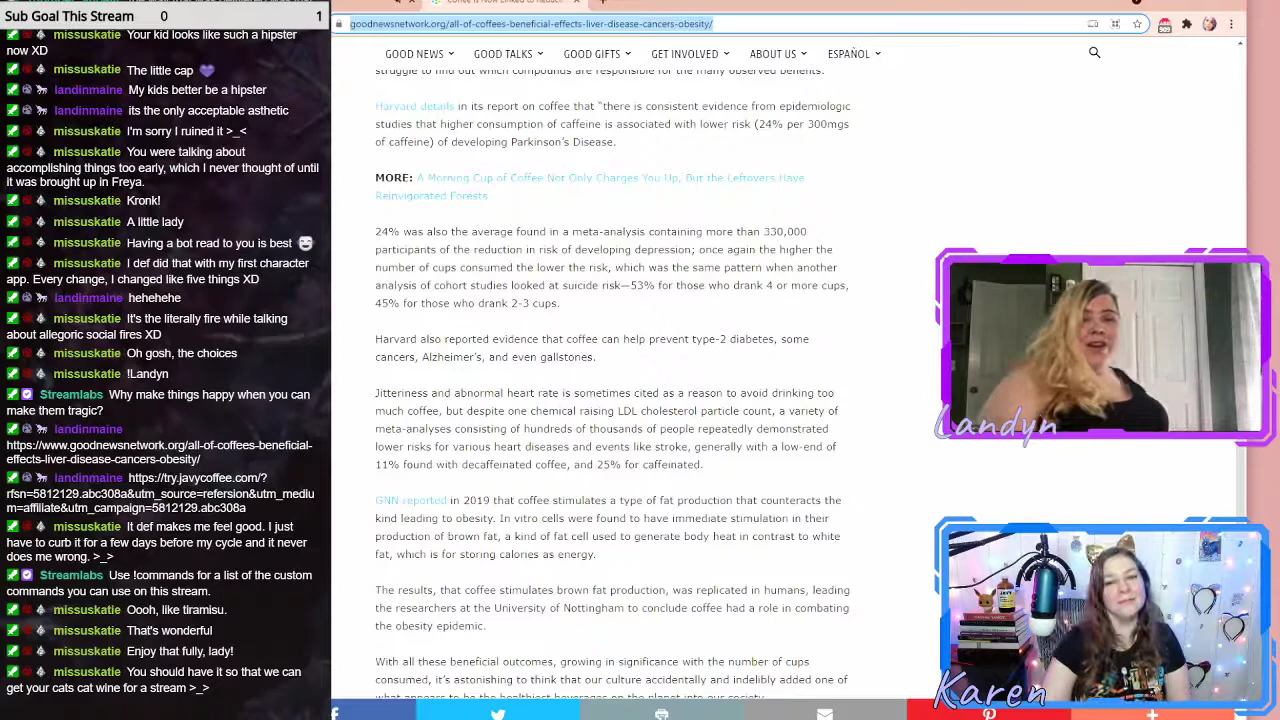 Sub Goal This Stream 0 1
missuskatie Your kid looks like such a hipster
now XD
missuskatie The little cap 💜
landinmaine My kids better be a hipster
landinmaine its the only acceptable asthetic
missuskatie I'm sorry I ruined it >_<
missuskatie You were talking about
accomplishing things too early, which I never thought of until
it was brought up in Freya.
missuskatie Kronk!
missuskatie A little lady
missuskatie Having a bot read to you is best
missuskatie I def did that with my first character
app. Every change, I changed like five things XD
landinmaine hehehehe
missuskatie It's the literally fire while talking
about allegoric social fires XD
missuskatie Oh gosh, the choices
missuskatie !Landyn
Streamlabs Why make things happy when you can
make them tragic?
landinmaine
https://www.goodnewsnetwork.org/all-of-coffees-beneficial-
effects-liver-disease-cancers-obesity/
landinmaine https://try.javycoffee.com/?
rfsn=5812129.abc308a&utm_source=refersion&utm_mediu
m=affiliate&utm_campaign=5812129.abc308a
missuskatie It def makes me feel good. I just
have to curb it for a few days before my cycle and it never
does me wrong. >_>
Streamlabs Use !commands for a list of the custom
commands you can use on this stream.
missuskatie Oooh, like tiramisu.
missuskatie That's wonderful
missuskatie Enjoy that fully, lady!
missuskatie You should have it so that we can
get your cats cat wine for a stream >_>
goodnewsnetwork.org/all-of-coffees-beneficial-effects-liver-disease-cancers-obesity/
GOOD NEWS GOOD TALKS GOOD GIFTS GET INVOLVED ABOUT US ESPAÑOL
struggle to find out which compounds are responsible for the many observed benefits.
Harvard details in its report on coffee that “there is consistent evidence from epidemiologic
studies that higher consumption of caffeine is associated with lower risk (24% per 300mgs
of caffeine) of developing Parkinson’s Disease.
MORE: A Morning Cup of Coffee Not Only Charges You Up, But the Leftovers Have
Reinvigorated Forests
24% was also the average found in a meta-analysis containing more than 330,000
participants of the reduction in risk of developing depression; once again the higher the
number of cups consumed the lower the risk, which was the same pattern when another
analysis of cohort studies looked at suicide risk—53% for those who drank 4 or more cups,
45% for those who drank 2-3 cups.
Harvard also reported evidence that coffee can help prevent type-2 diabetes, some
cancers, Alzheimer’s, and even gallstones.
Jitteriness and abnormal heart rate is sometimes cited as a reason to avoid drinking too
much coffee, but despite one chemical raising LDL cholesterol particle count, a variety of
meta-analyses consisting of hundreds of thousands of people repeatedly demonstrated
lower risks for various heart diseases and events like stroke, generally with a low-end of
11% found with decaffeinated coffee, and 25% for caffeinated.
GNN reported in 2019 that coffee stimulates a type of fat production that counteracts the
kind leading to obesity. In vitro cells were found to have immediate stimulation in their
production of brown fat, a kind of fat cell used to generate body heat in contrast to white
fat, which is for storing calories as energy.
The results, that coffee stimulates brown fat production, was replicated in humans, leading
the researchers at the University of Nottingham to conclude coffee had a role in combating
the obesity epidemic.
With all these beneficial outcomes, growing in significance with the number of cups
consumed, it’s astonishing to think that our culture accidentally and indelibly added one of
what appears to be the healthiest beverages on the planet into our society.
Landyn
Karen